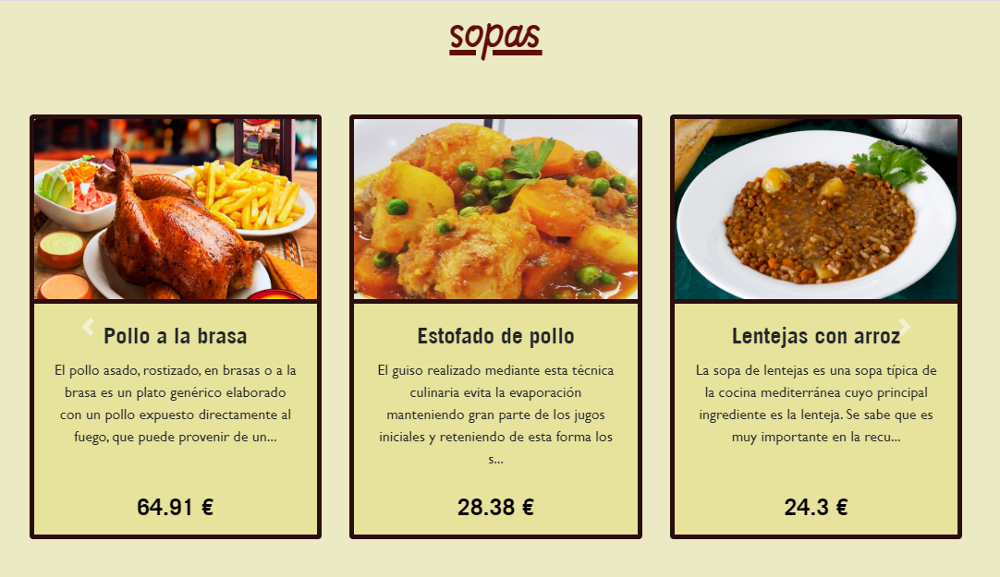 sopas
Pollo a la brasa
El pollo asado, rostizado, en brasas o a la
brasa es un plato genérico elaborado
con un pollo expuesto directamente al
fuego, que puede provenir de un...
64.91 €
Estofado de pollo
El guiso realizado mediante esta técnica
culinaria evita la evaporación
manteniendo gran parte de los jugos
iniciales y reteniendo de esta forma los
s...
28.38 €
Lentejas con arroz
La sopa de lentejas es una sopa típica de
la cocina mediterránea cuyo principal
ingrediente es la lenteja. Se sabe que es
muy importante en la recu...
24.3 €